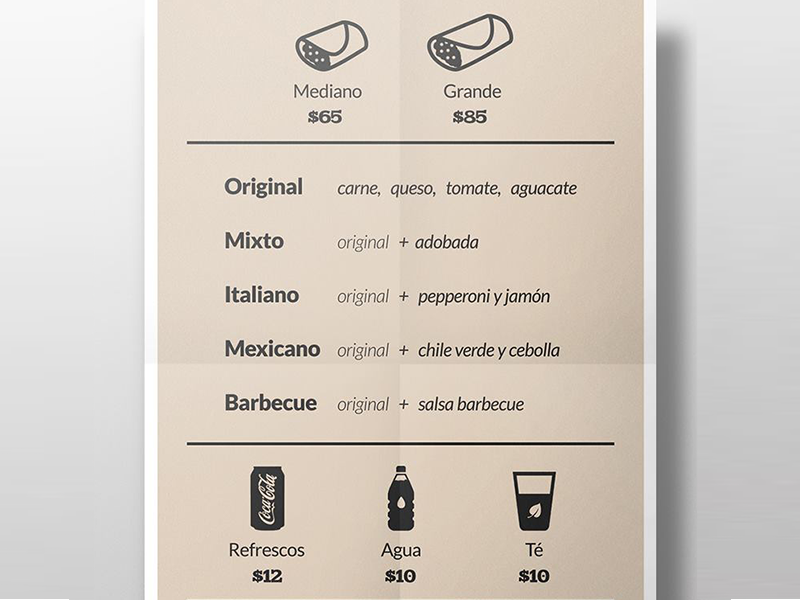 Mediano Grande
$65 $85
Original carne, queso, tomate, aguacate
Mixto original + adobada
Italiano original + pepperoni y jamón
Mexicano original + chile verde y cebolla
Barbecue original + salsa barbecue
Coca-Cola
Refrescos Agua Té
$12 $10 $10